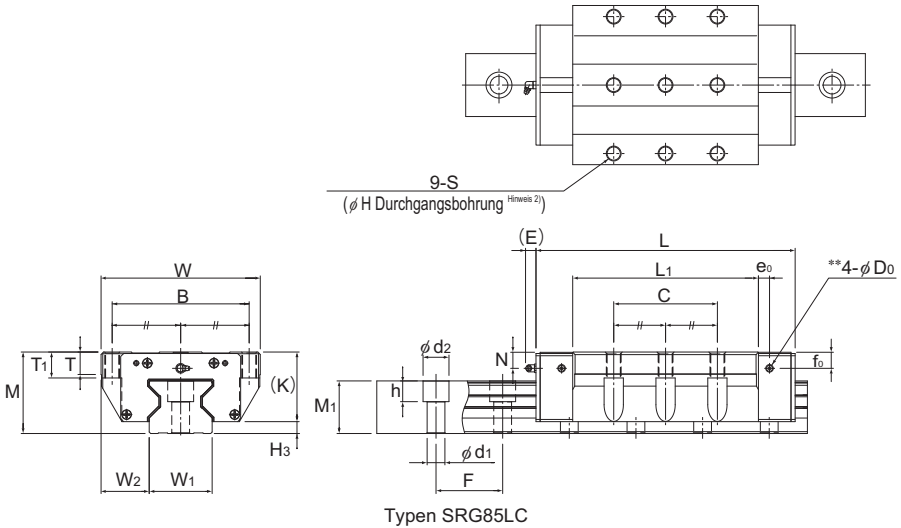 9-S
(φH Durchgangsbohrung Hinweis 2))
(E)
L
W
L1
e0
**4-φD0
B
C
T1
T
φd2
N
f0
M
(K)
h
M1
H3
φd1
W2
W1
F
Typen SRG85LC